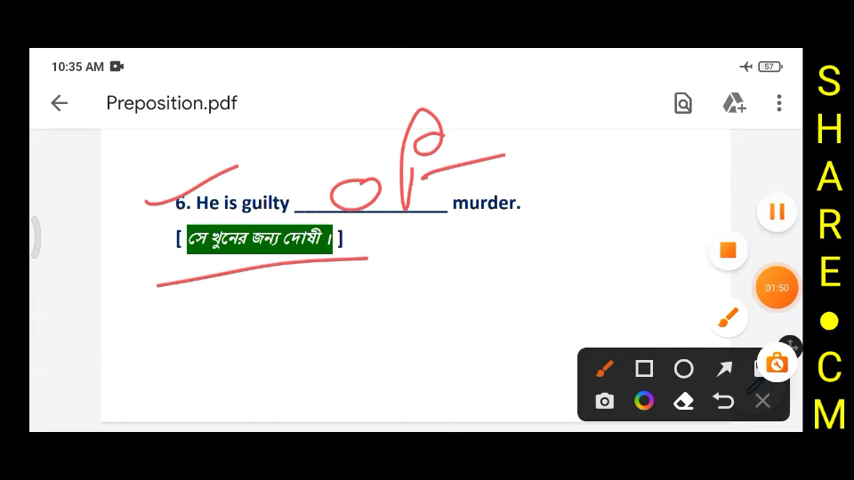 10:35 AM
57
Preposition.pdf
of
6. He is guilty ________________ murder.
[ সে খুনের জন্য দোষী । ]
01:50
SHARE • CM